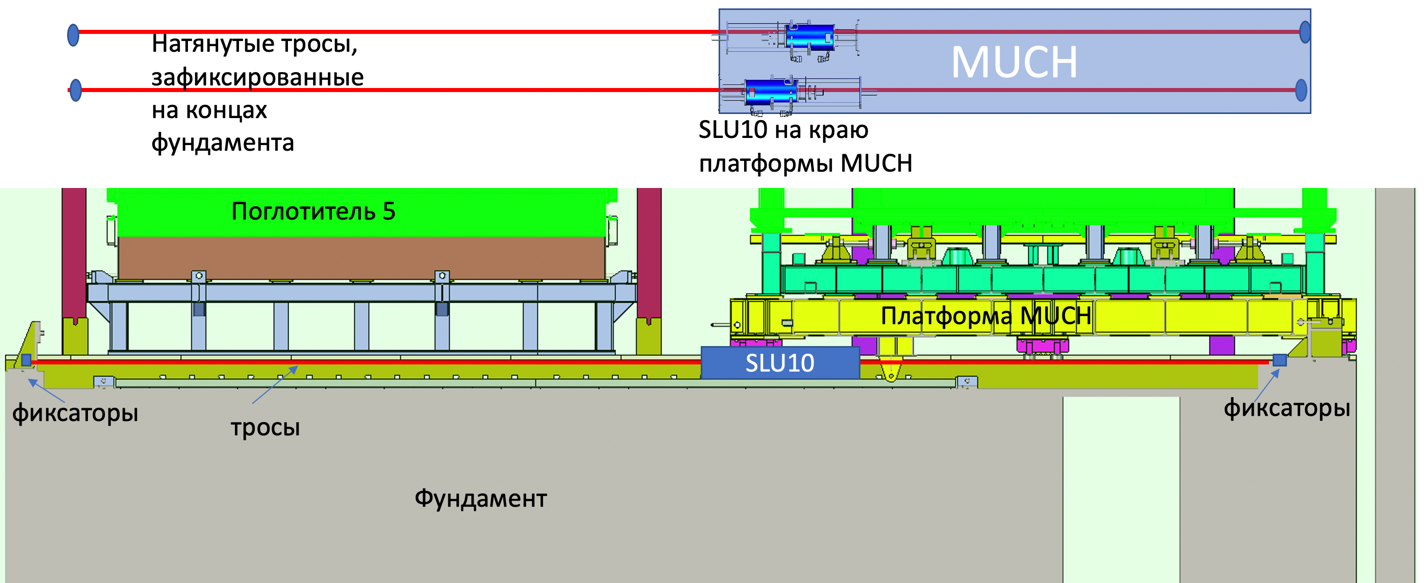 Натянутые тросы,
зафиксированные
на концах
фундамента
MUCH
SLU10 на краю
платформы MUCH
Поглотитель 5
Платформа MUCH
SLU10
фиксаторы
тросы
фиксаторы
Фундамент